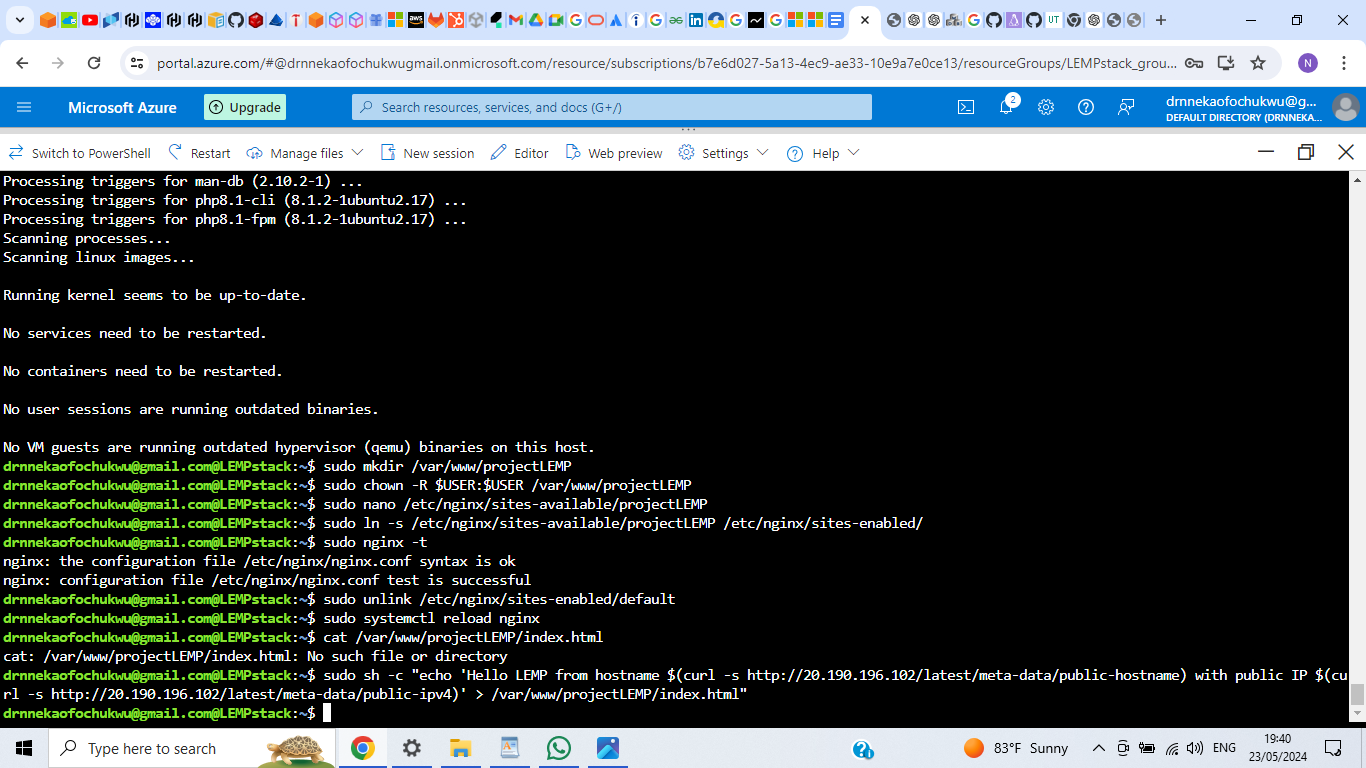 portal.azure.com/#@drnnekaofochukwugmail.onmicrosoft.com/resource/subscriptions/b7e6d027-5a13-4ec9-ae33-10e9a7e0ce13/resourceGroups/LEMPstack_grou...
N
Microsoft Azure
Upgrade
Search resources, services, and docs (G+/)
2
drnnekaofochukwu@g...
DEFAULT DIRECTORY (DRNNEKA...
Switch to PowerShell Restart Manage files New session Editor Web preview Settings Help
Processing triggers for man-db (2.10.2-1) ...
Processing triggers for php8.1-cli (8.1.2-1ubuntu2.17) ...
Processing triggers for php8.1-fpm (8.1.2-1ubuntu2.17) ...
Scanning processes...
Scanning linux images...
Running kernel seems to be up-to-date.
No services need to be restarted.
No containers need to be restarted.
No user sessions are running outdated binaries.
No VM guests are running outdated hypervisor (qemu) binaries on this host.
drnnekaofochukwu@gmail.com@LEMPstack:~$ sudo mkdir /var/www/projectLEMP
drnnekaofochukwu@gmail.com@LEMPstack:~$ sudo chown -R $USER:$USER /var/www/projectLEMP
drnnekaofochukwu@gmail.com@LEMPstack:~$ sudo nano /etc/nginx/sites-available/projectLEMP
drnnekaofochukwu@gmail.com@LEMPstack:~$ sudo ln -s /etc/nginx/sites-available/projectLEMP /etc/nginx/sites-enabled/
drnnekaofochukwu@gmail.com@LEMPstack:~$ sudo nginx -t
nginx: the configuration file /etc/nginx/nginx.conf syntax is ok
nginx: configuration file /etc/nginx/nginx.conf test is successful
drnnekaofochukwu@gmail.com@LEMPstack:~$ sudo unlink /etc/nginx/sites-enabled/default
drnnekaofochukwu@gmail.com@LEMPstack:~$ sudo systemctl reload nginx
drnnekaofochukwu@gmail.com@LEMPstack:~$ cat /var/www/projectLEMP/index.html
cat: /var/www/projectLEMP/index.html: No such file or directory
drnnekaofochukwu@gmail.com@LEMPstack:~$ sudo sh -c "echo 'Hello LEMP from hostname $(curl -s http://20.190.196.102/latest/meta-data/public-hostname) with public IP $(cu
rl -s http://20.190.196.102/latest/meta-data/public-ipv4)' > /var/www/projectLEMP/index.html"
drnnekaofochukwu@gmail.com@LEMPstack:~$
Type here to search
83°F Sunny
ENG
19:40
23/05/2024